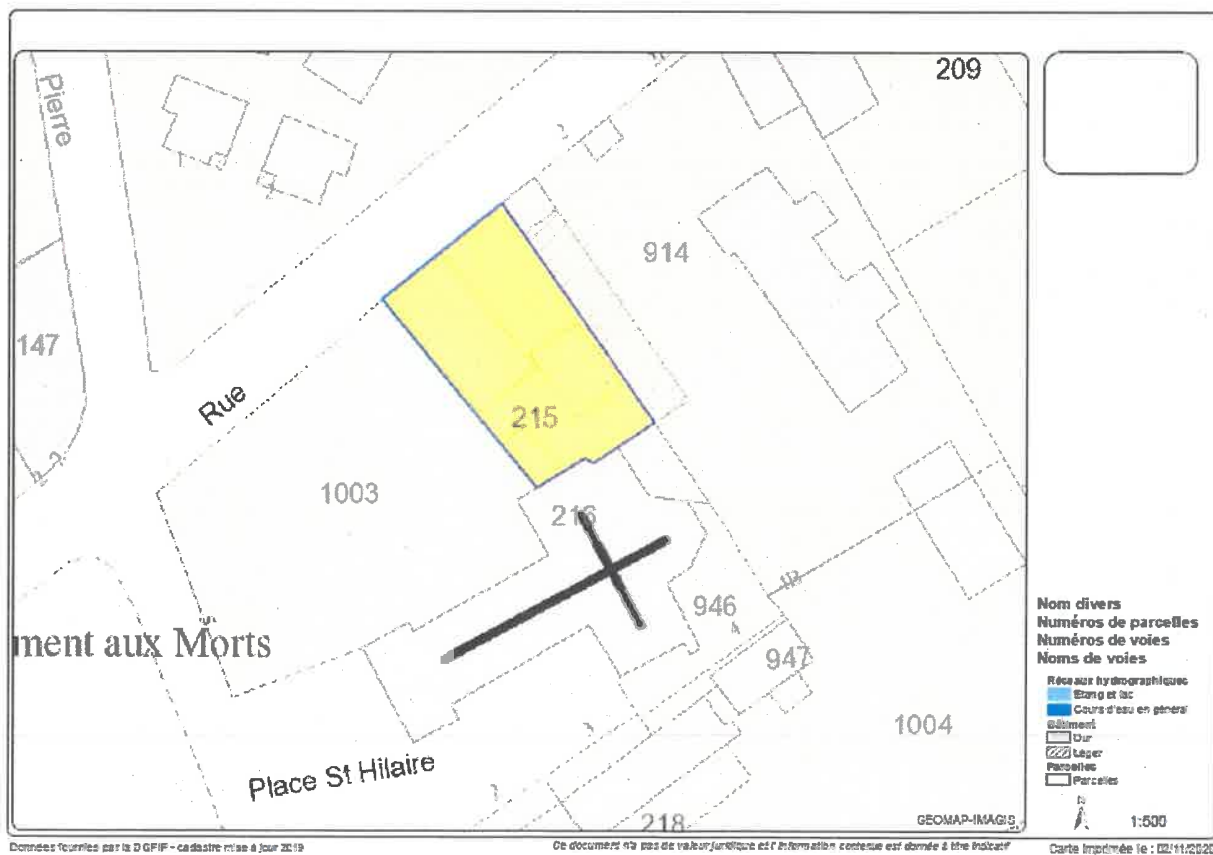 209
Pierre
914
147
Rue
215
1003
216
946
ment aux Morts
947
1004
Place St Hilaire
218
GEOMAP-IMAGIS
Nom divers
Numéros de parcelles
Numéros de voies
Noms de voies
Réseaux hydrographiques
Etang et lac
Cours d'eau en général
Bâtiment
Dur
Léger
Parcelles
Parcelles
N
1:500
Données fournies par la DGFIP - cadastre mise à jour 2019
Ce document n'a pas de valeur juridique et l'information contenue est donnée à titre indicatif
Carte imprimée le : 02/11/2020